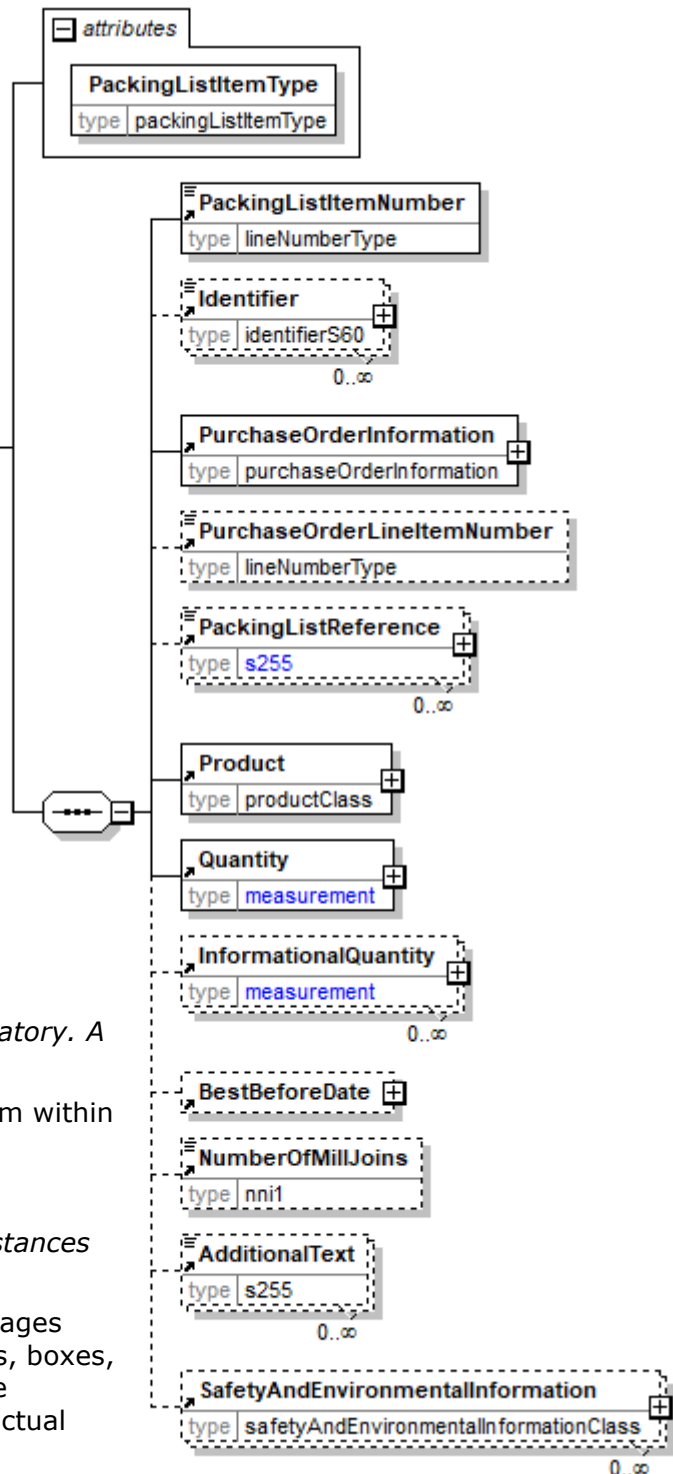 attributes
PackingListItemType
type packingListItemType
PackingListItemNumber
type lineNumberType
Identifier
type identifierS60
0..∞
PurchaseOrderInformation
type purchaseOrderInformation
PurchaseOrderLineItemNumber
type lineNumberType
PackingListReference
type s255
0..∞
Product
type productClass
Quantity
type measurement
InformationalQuantity
type measurement
0..∞
atory. A
BestBeforeDate
m within
NumberOfMillJoins
type nni1
stances
AdditionalText
type s255
0..∞
ages
s, boxes,
e
ctual
SafetyAndEnvironmentalInformation
type safetyAndEnvironmentalInformationClass
0..∞